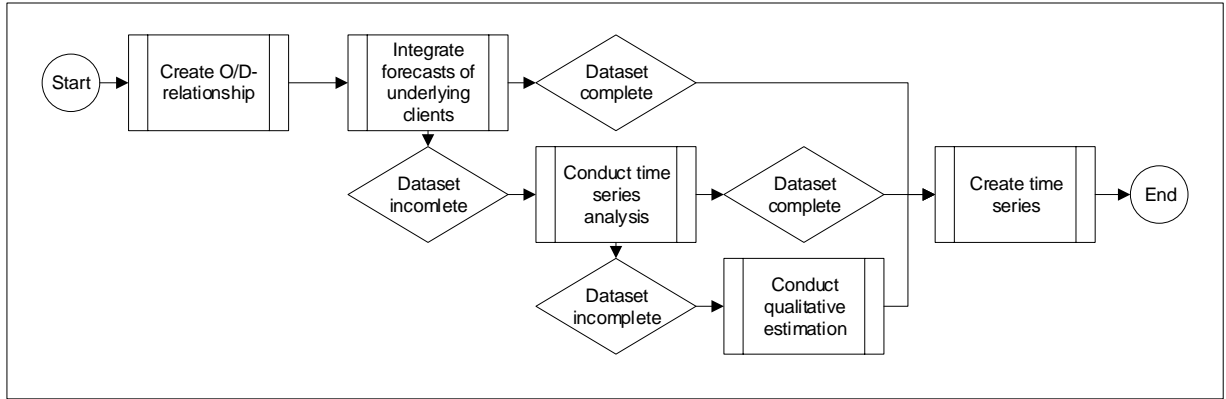 Start
Create O/D-
relationship
Integrate
forecasts of
underlying
clients
Dataset
complete
Dataset
incomlete
Conduct time
series
analysis
Dataset
complete
Create time
series
End
Dataset
incomplete
Conduct
qualitative
estimation